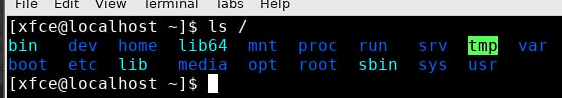 File Edit View Terminal Tabs Help
[xfce@localhost ~]$ ls /
bin dev home lib64 mnt proc run srv tmp var
boot etc lib media opt root sbin sys usr
[xfce@localhost ~]$